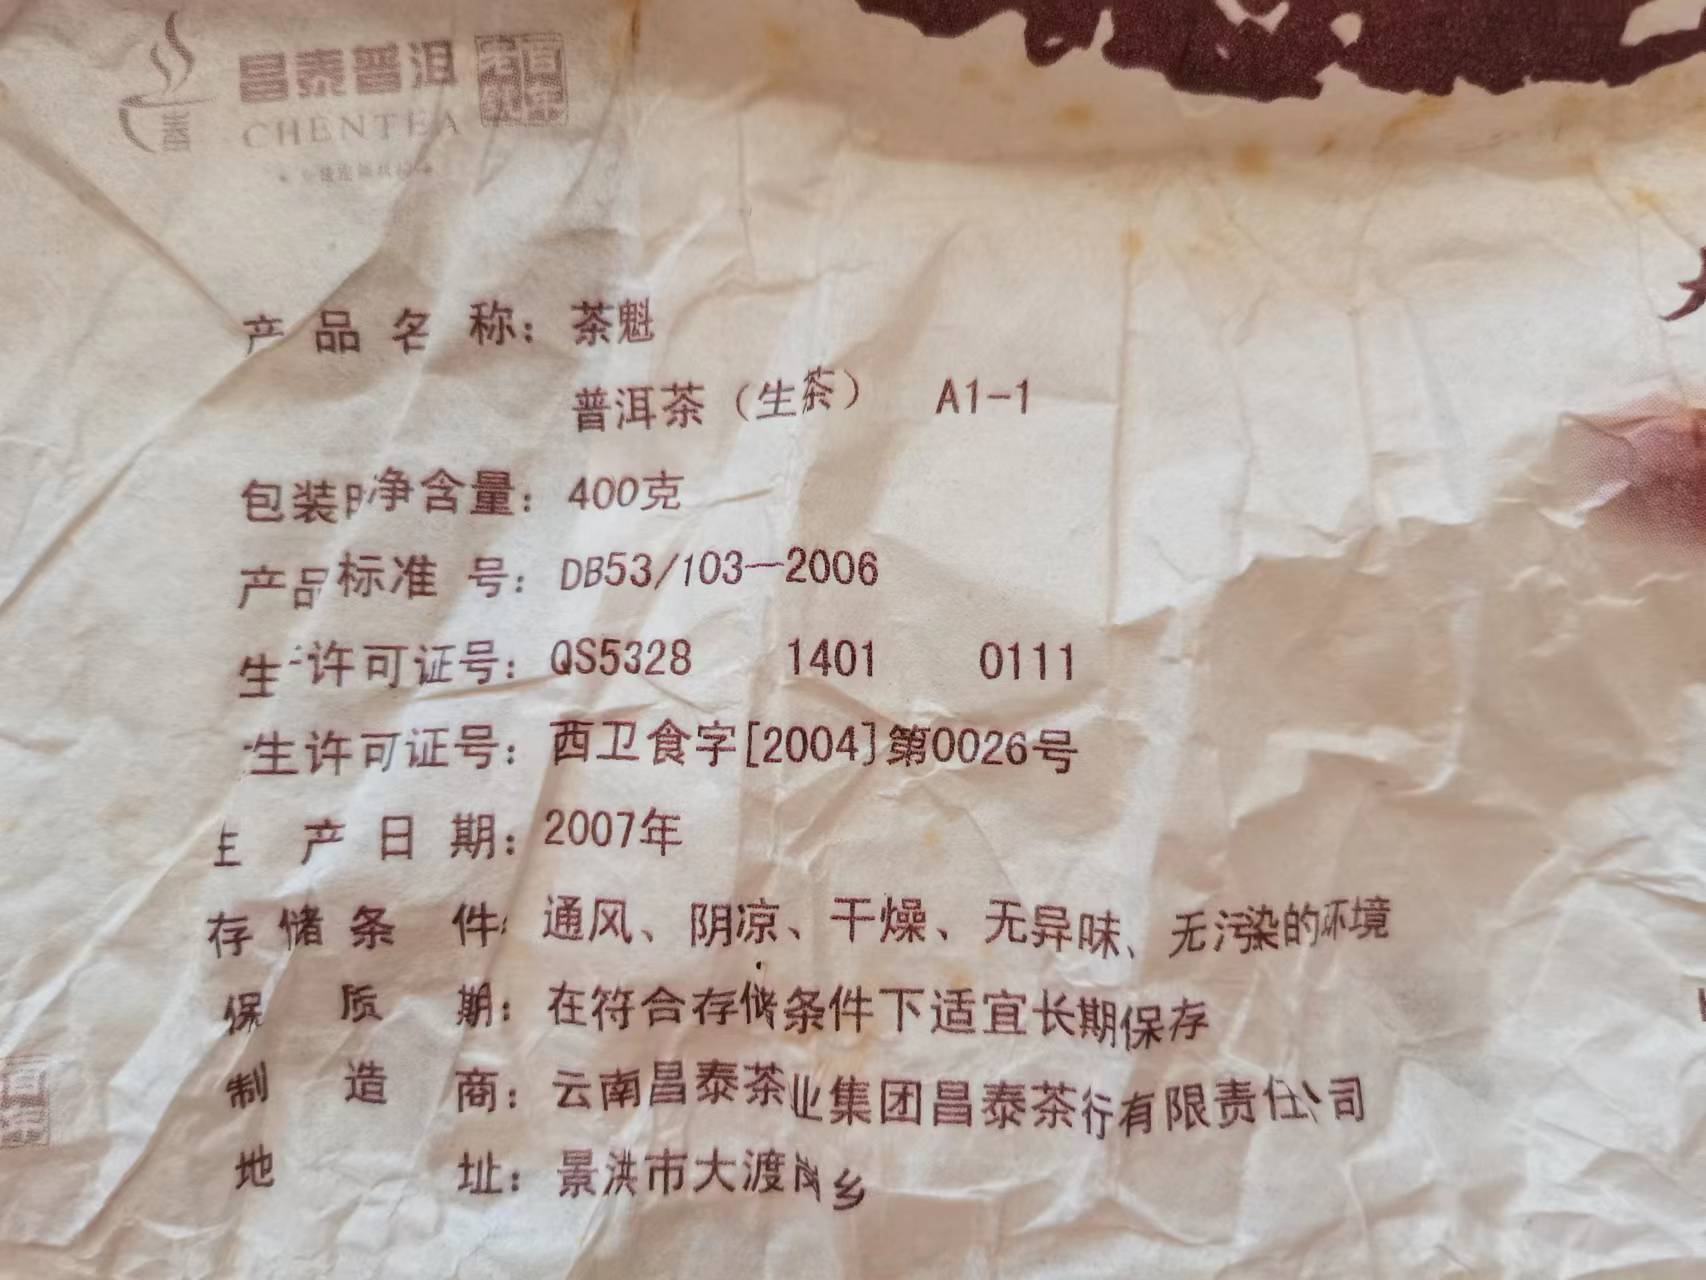 昌泰普洱
CHENTEA
产品名称：茶魁
普洱茶（生茶） A1-1
包装时净含量：400克
产品标准号：DB53/103—2006
生产许可证号：QS5328 1401 0111
卫生许可证号：西卫食字[2004]第0026号
生产日期：2007年
存储条件：通风、阴凉、干燥、无异味、无污染的环境
保质期：在符合存储条件下适宜长期保存
制造商：云南昌泰茶业集团昌泰茶行有限责任公司
地址：景洪市大渡岗乡